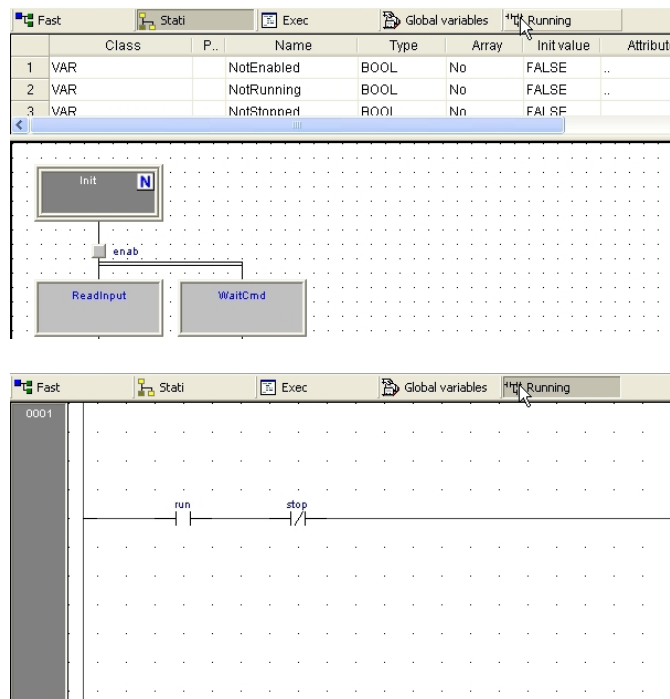 Fast Stati Exec Global variables Running
Class P.. Name Type Array Init value Attribut
1 VAR NotEnabled BOOL No FALSE ..
2 VAR NotRunning BOOL No FALSE ..
3 VAR NotStopped BOOL No FALSE
Init N
enab
ReadInput WaitCmd
Fast Stati Exec Global variables Running
0001
run stop